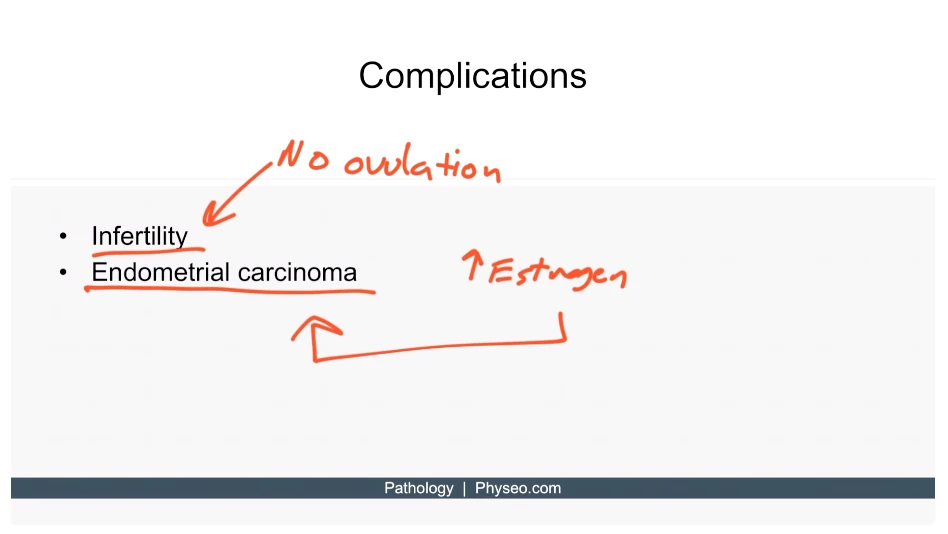 Complications
No ovulation
• Infertility
• Endometrial carcinoma
↑ Estrogen
Pathology | Physeo.com